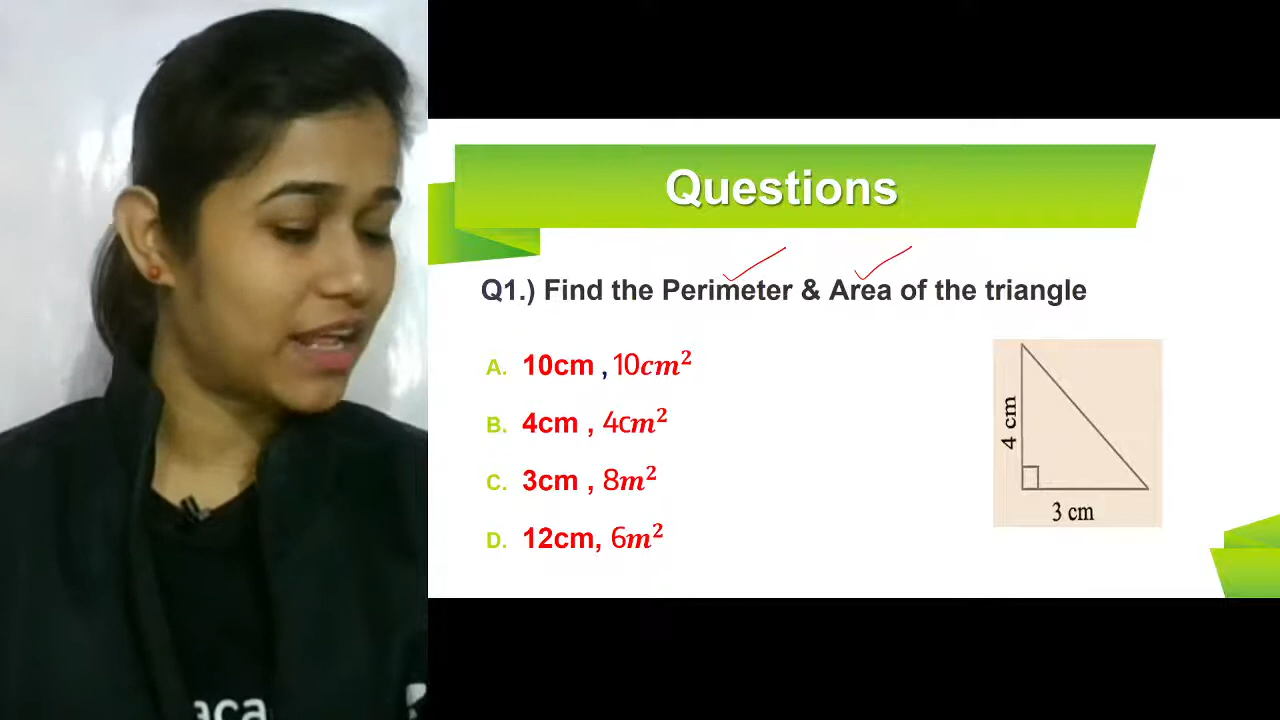 Questions
Q1.) Find the Perimeter & Area of the triangle
A. 10cm , 10cm²
B. 4cm , 4cm²
C. 3cm , 8m²
D. 12cm, 6m²
4 cm
3 cm
aca